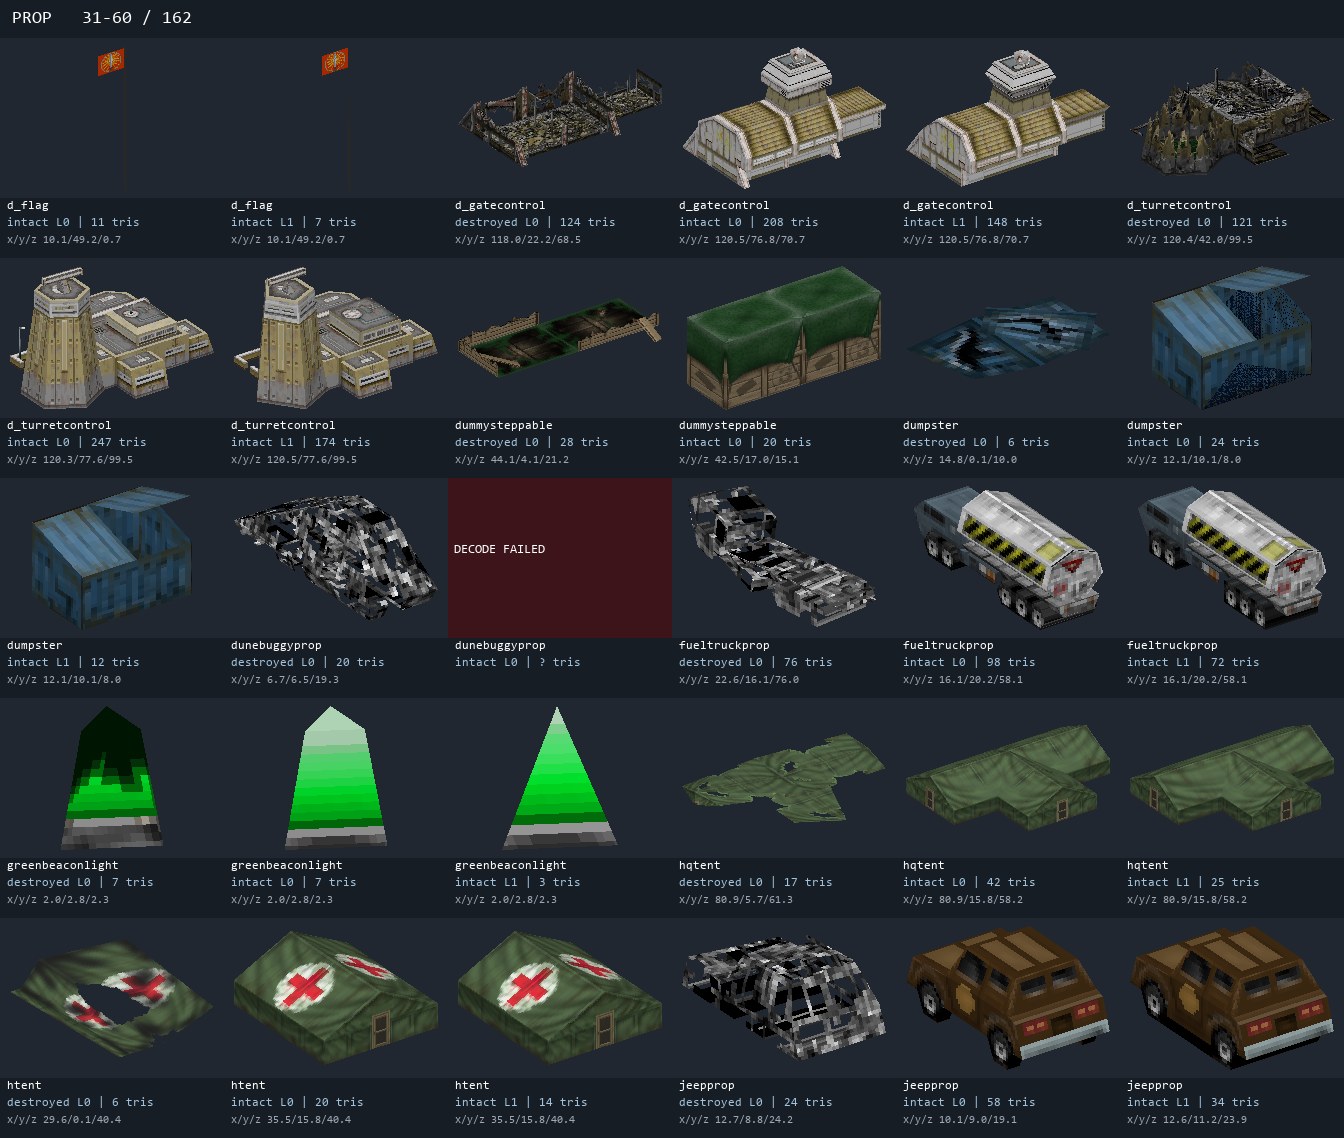 PROP 31-60 / 162
d_flag
intact L0 | 11 tris
x/y/z 10.1/49.2/0.7
d_flag
intact L1 | 7 tris
x/y/z 10.1/49.2/0.7
d_gatecontrol
destroyed L0 | 124 tris
x/y/z 118.0/22.2/68.5
d_gatecontrol
intact L0 | 208 tris
x/y/z 120.5/76.8/70.7
d_gatecontrol
intact L1 | 148 tris
x/y/z 120.5/76.8/70.7
d_turretcontrol
destroyed L0 | 121 tris
x/y/z 120.4/42.0/99.5
d_turretcontrol
intact L0 | 247 tris
x/y/z 120.3/77.6/99.5
d_turretcontrol
intact L1 | 174 tris
x/y/z 120.5/77.6/99.5
dummysteppable
destroyed L0 | 28 tris
x/y/z 44.1/4.1/21.2
dummysteppable
intact L0 | 20 tris
x/y/z 42.5/17.0/15.1
dumpster
destroyed L0 | 6 tris
x/y/z 14.8/0.1/10.0
dumpster
intact L0 | 24 tris
x/y/z 12.1/10.1/8.0
dumpster
intact L1 | 12 tris
x/y/z 12.1/10.1/8.0
dunebuggyprop
destroyed L0 | 20 tris
x/y/z 6.7/6.5/19.3
DECODE FAILED
dunebuggyprop
intact L0 | ? tris
fueltruckprop
destroyed L0 | 76 tris
x/y/z 22.6/16.1/76.0
fueltruckprop
intact L0 | 98 tris
x/y/z 16.1/20.2/58.1
fueltruckprop
intact L1 | 72 tris
x/y/z 16.1/20.2/58.1
greenbeaconlight
destroyed L0 | 7 tris
x/y/z 2.0/2.8/2.3
greenbeaconlight
intact L0 | 7 tris
x/y/z 2.0/2.8/2.3
greenbeaconlight
intact L1 | 3 tris
x/y/z 2.0/2.8/2.3
hqtent
destroyed L0 | 17 tris
x/y/z 80.9/5.7/61.3
hqtent
intact L0 | 42 tris
x/y/z 80.9/15.8/58.2
hqtent
intact L1 | 25 tris
x/y/z 80.9/15.8/58.2
htent
destroyed L0 | 6 tris
x/y/z 29.6/0.1/40.4
htent
intact L0 | 20 tris
x/y/z 35.5/15.8/40.4
htent
intact L1 | 14 tris
x/y/z 35.5/15.8/40.4
jeepprop
destroyed L0 | 24 tris
x/y/z 12.7/8.8/24.2
jeepprop
intact L0 | 58 tris
x/y/z 10.1/9.0/19.1
jeepprop
intact L1 | 34 tris
x/y/z 12.6/11.2/23.9